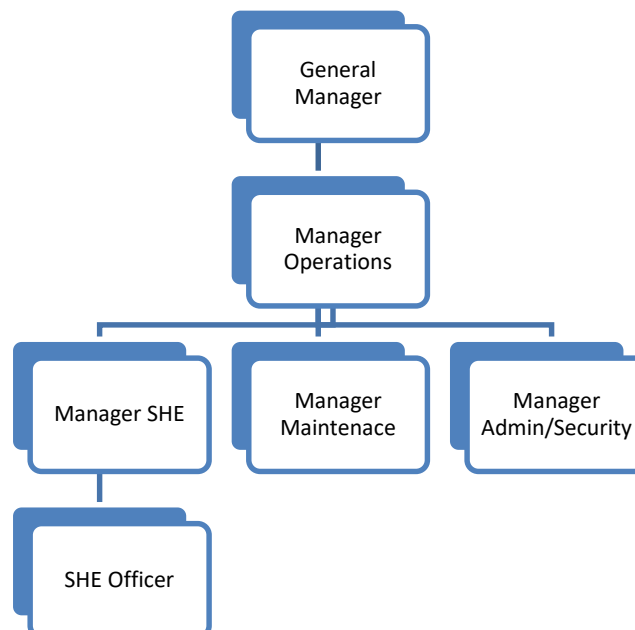 General
Manager
Manager
Operations
Manager SHE
Manager
Maintenace
Manager
Admin/Security
SHE Officer